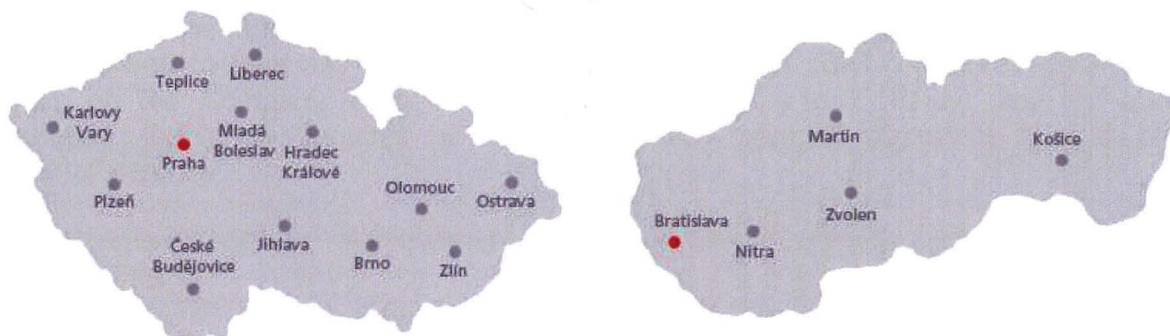 Teplice
Liberec
Karlovy
Vary
Praha
Mladá
Boleslav
Hradec
Králové
Plzeň
Olomouc
Ostrava
České
Budějovice
Jihlava
Brno
Zlín
Martin
Košice
Bratislava
Nitra
Zvolen